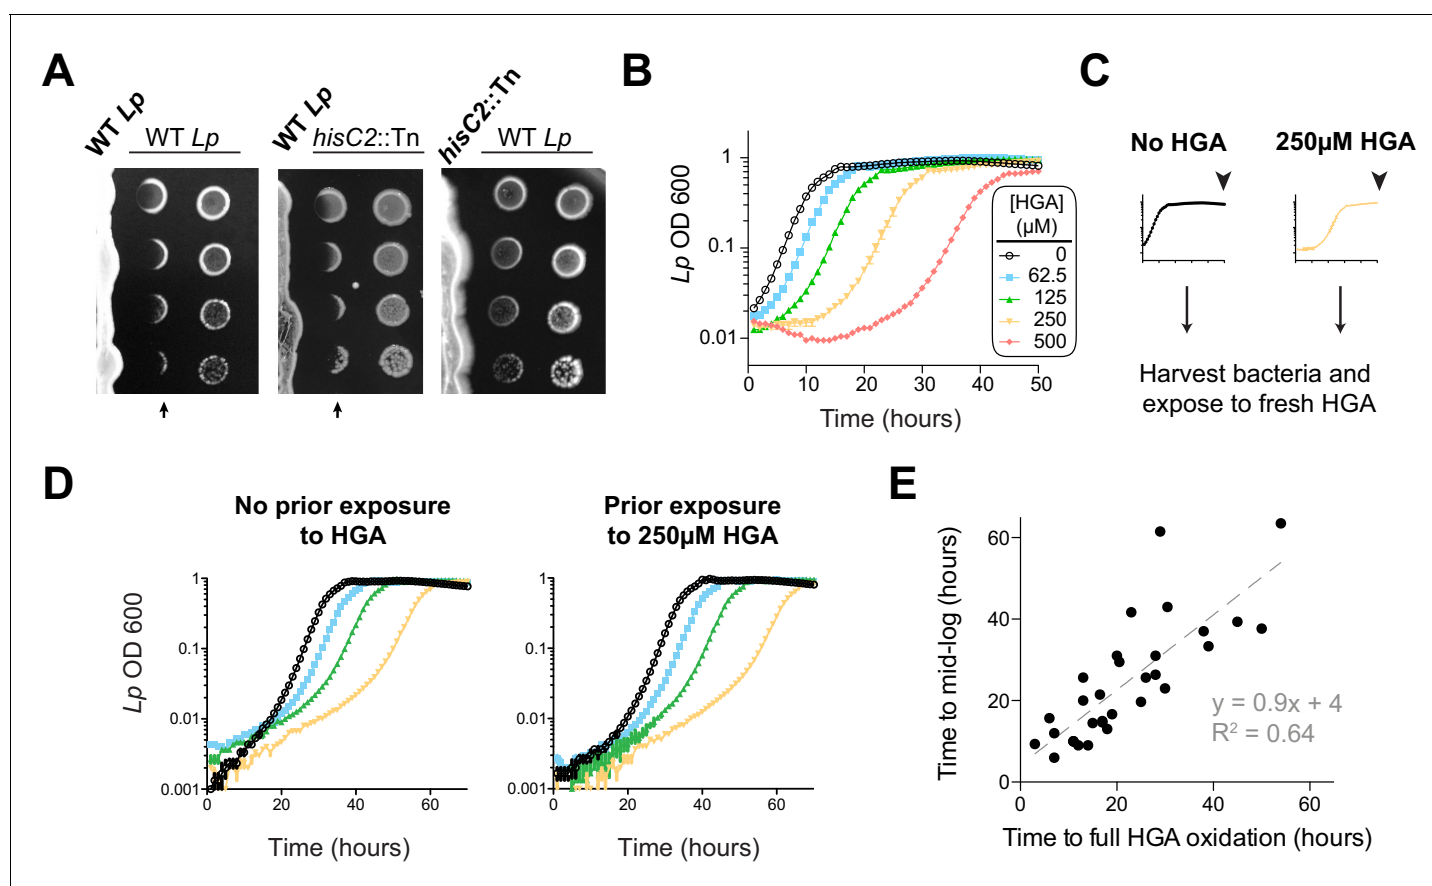 A
WT Lp
WT Lp
WT Lp
hisC2::Tn
hisC2::Tn
WT Lp
B
Lp OD 600
1
0.1
0.01
0
10
20
30
40
50
Time (hours)
[HGA]
(µM)
0
62.5
125
250
500
C
No HGA
250µM HGA
Harvest bacteria and
expose to fresh HGA
D
No prior exposure
to HGA
Lp OD 600
1
0.1
0.01
0.001
0
20
40
60
Time (hours)
Prior exposure
to 250µM HGA
1
0.1
0.01
0.001
0
20
40
60
Time (hours)
E
Time to mid-log (hours)
60
40
20
0
y = 0.9x + 4
R² = 0.64
0
20
40
60
Time to full HGA oxidation (hours)